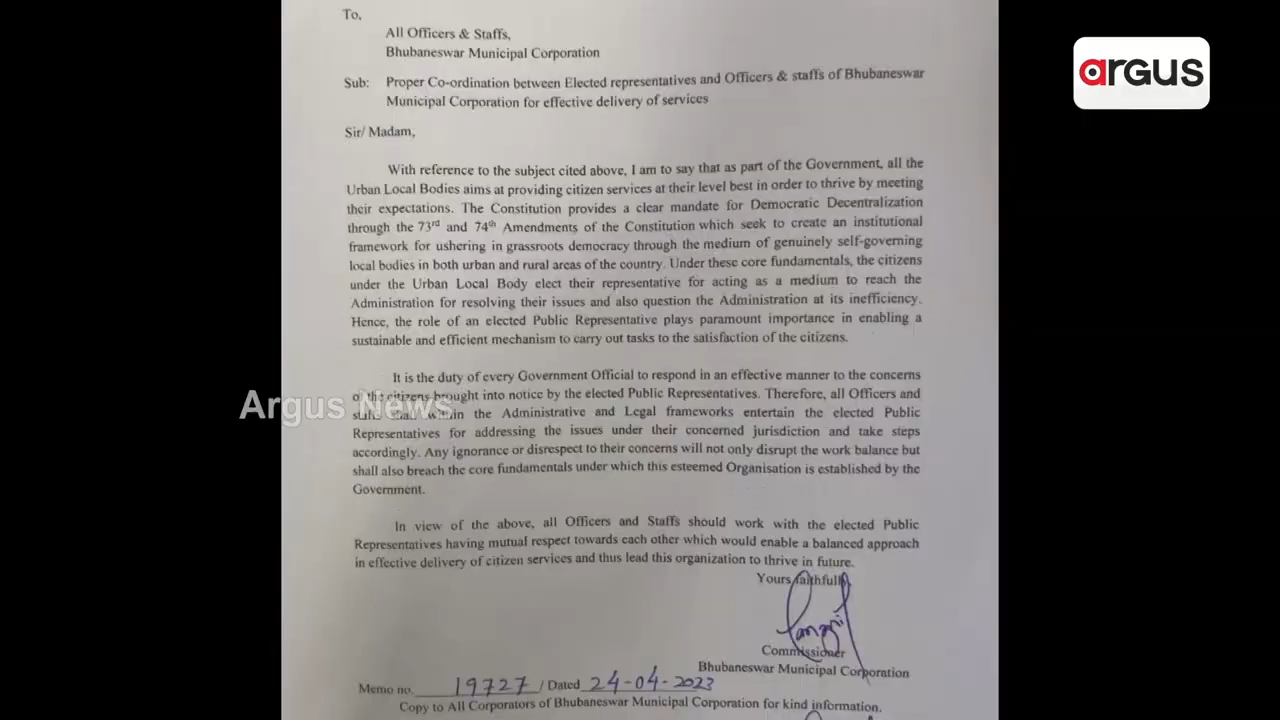 To,
All Officers & Staffs,
Bhubaneswar Municipal Corporation
Sub: Proper Co-ordination between Elected representatives and Officers & staffs of Bhubaneswar
Municipal Corporation for effective delivery of services
Sir/ Madam,
With reference to the subject cited above, I am to say that as part of the Government, all the
Urban Local Bodies aims at providing citizen services at their level best in order to thrive by meeting
their expectations. The Constitution provides a clear mandate for Democratic Decentralization
through the 73rd and 74th Amendments of the Constitution which seek to create an institutional
framework for ushering in grassroots democracy through the medium of genuinely self-governing
local bodies in both urban and rural areas of the country. Under these core fundamentals, the citizens
under the Urban Local Body elect their representative for acting as a medium to reach the
Administration for resolving their issues and also question the Administration at its inefficiency.
Hence, the role of an elected Public Representative plays paramount importance in enabling a
sustainable and efficient mechanism to carry out tasks to the satisfaction of the citizens.
It is the duty of every Government Official to respond in an effective manner to the concerns
of the citizens brought into notice by the elected Public Representatives. Therefore, all Officers and
shall within the Administrative and Legal frameworks entertain the elected Public
Representatives for addressing the issues under their concerned jurisdiction and take steps
accordingly. Any ignorance or disrespect to their concerns will not only disrupt the work balance but
shall also breach the core fundamentals under which this esteemed Organisation is established by the
Government.
In view of the above, all Officers and Staffs should work with the elected Public
Representatives having mutual respect towards each other which would enable a balanced approach
in effective delivery of citizen services and thus lead this organization to thrive in future.
Yours faithfully
Commissioner
Bhubaneswar Municipal Corporation
Memo no. 19727 / Dated 24-04-2023
Copy to All Corporators of Bhubaneswar Municipal Corporation for kind information.
argus
Argus News